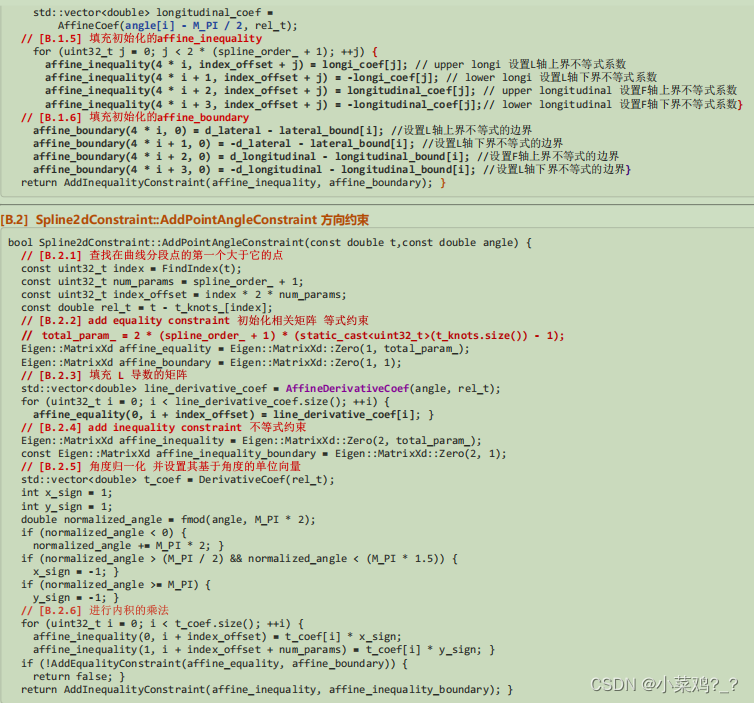 std::vector<double> longitudinal_coef =
AffineCoef(angle[i] - M_PI / 2, rel_t);
// [B.1.5] 填充初始化的affine_inequality
for (uint32_t j = 0; j < 2 * (spline_order_ + 1); ++j) {
affine_inequality(4 * i, index_offset + j) = longi_coef[j]; // upper longi 设置L轴上界不等式系数
affine_inequality(4 * i + 1, index_offset + j) = -longi_coef[j]; // lower longi 设置L轴下界不等式系数
affine_inequality(4 * i + 2, index_offset + j) = longitudinal_coef[j]; // upper longitudinal 设置F轴上界不等式系数
affine_inequality(4 * i + 3, index_offset + j) = -longitudinal_coef[j];// lower longitudinal 设置F轴下界不等式系数}
// [B.1.6] 填充初始化的affine_boundary
affine_boundary(4 * i, 0) = d_lateral - lateral_bound[i]; //设置L轴上界不等式的边界
affine_boundary(4 * i + 1, 0) = -d_lateral - lateral_bound[i]; //设置L轴下界不等式的边界
affine_boundary(4 * i + 2, 0) = d_longitudinal - longitudinal_bound[i]; //设置F轴上界不等式的边界
affine_boundary(4 * i + 3, 0) = -d_longitudinal - longitudinal_bound[i]; //设置L轴下界不等式的边界}
return AddInequalityConstraint(affine_inequality, affine_boundary); }
[B.2] Spline2dConstraint::AddPointAngleConstraint 方向约束
bool Spline2dConstraint::AddPointAngleConstraint(const double t,const double angle) {
// [B.2.1] 查找在曲线分段点的第一个大于它的点
const uint32_t index = FindIndex(t);
const uint32_t num_params = spline_order_ + 1;
const uint32_t index_offset = index * 2 * num_params;
const double rel_t = t - t_knots_[index];
// [B.2.2] add equality constraint 初始化相关矩阵 等式约束
// total_param_ = 2 * (spline_order_ + 1) * (static_cast<uint32_t>(t_knots.size()) - 1);
Eigen::MatrixXd affine_equality = Eigen::MatrixXd::Zero(1, total_param_);
Eigen::MatrixXd affine_boundary = Eigen::MatrixXd::Zero(1, 1);
// [B.2.3] 填充 L 导数的矩阵
std::vector<double> line_derivative_coef = AffineDerivativeCoef(angle, rel_t);
for (uint32_t i = 0; i < line_derivative_coef.size(); ++i) {
affine_equality(0, i + index_offset) = line_derivative_coef[i]; }
// [B.2.4] add inequality constraint 不等式约束
Eigen::MatrixXd affine_inequality = Eigen::MatrixXd::Zero(2, total_param_);
const Eigen::MatrixXd affine_inequality_boundary = Eigen::MatrixXd::Zero(2, 1);
// [B.2.5] 角度归一化 并设置其基于角度的单位向量
std::vector<double> t_coef = DerivativeCoef(rel_t);
int x_sign = 1;
int y_sign = 1;
double normalized_angle = fmod(angle, M_PI * 2);
if (normalized_angle < 0) {
normalized_angle += M_PI * 2; }
if (normalized_angle > (M_PI / 2) && normalized_angle < (M_PI * 1.5)) {
x_sign = -1; }
if (normalized_angle >= M_PI) {
y_sign = -1; }
// [B.2.6] 进行内积的乘法
for (uint32_t i = 0; i < t_coef.size(); ++i) {
affine_inequality(0, i + index_offset) = t_coef[i] * x_sign;
affine_inequality(1, i + index_offset + num_params) = t_coef[i] * y_sign; }
if (!AddEqualityConstraint(affine_equality, affine_boundary)) {
return false; }
return AddInequalityConstraint(affine_inequality, affine_inequality_boundary); }
CSDN @小菜鸡?_?